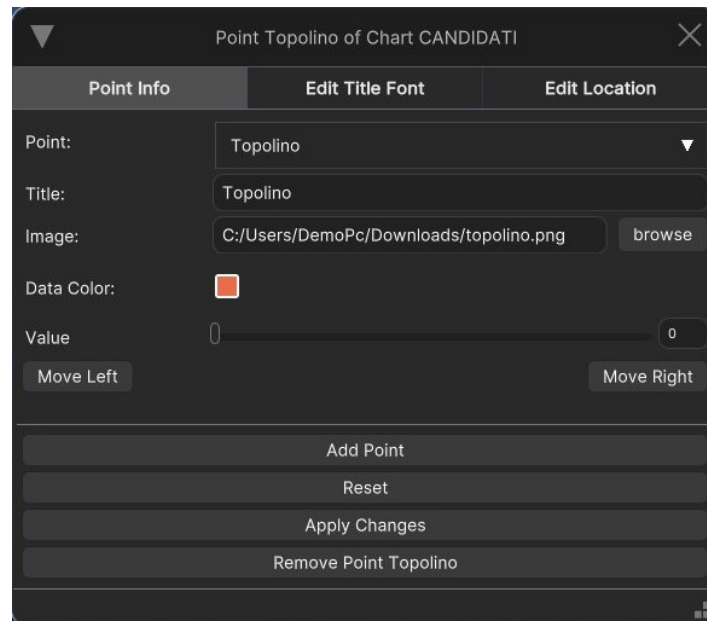 Point Topolino of Chart CANDIDATI
Point Info Edit Title Font Edit Location
Point: Topolino
Title: Topolino
Image: C:/Users/DemoPc/Downloads/topolino.png browse
Data Color:
Value 0
Move Left Move Right
Add Point
Reset
Apply Changes
Remove Point Topolino